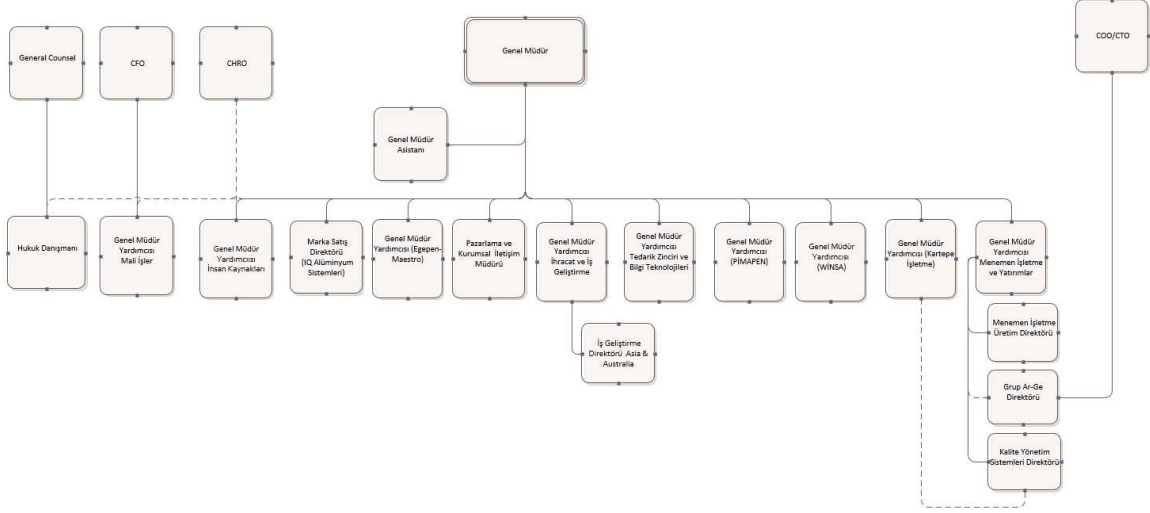 General Counsel
CFO
CHRO
Genel Müdür
COO/CTO
Genel Müdür
Asistanı
Hukuk Danışmanı
Genel Müdür
Yardımcısı
Mali İşler
Genel Müdür
Yardımcısı
İnsan Kaynakları
Marka Satış
Direktörü
(IQ Alüminyum
Sistemleri)
Genel Müdür
Yardımcısı (Egepen-
Maestro)
Pazarlama ve
Kurumsal İletişim
Müdürü
Genel Müdür
Yardımcısı
İhracat ve İş
Geliştirme
Genel Müdür
Yardımcısı
Tedarik Zinciri ve
Bilgi Teknolojileri
Genel Müdür
Yardımcısı
(PİMAPEN)
Genel Müdür
Yardımcısı
(WİNSA)
Genel Müdür
Yardımcısı (Kartepe
İşletme)
Genel Müdür
Yardımcısı
Menemen İşletme
ve Yatırımlar
İş Geliştirme
Direktörü Asia &
Australia
Menemen İşletme
Üretim Direktörü
Grup Ar-Ge
Direktörü
Kalite Yönetim
Sistemleri Direktörü